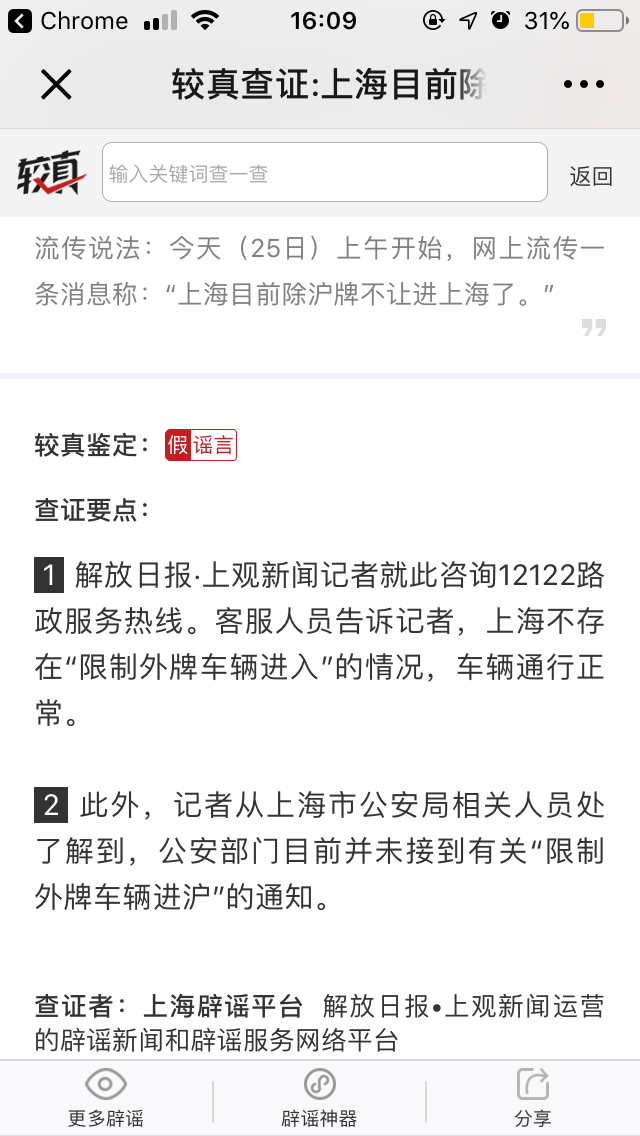 Chrome 16:09 31%
较真查证:上海目前除
较真 输入关键词查一查 返回
流传说法：今天（25日）上午开始，网上流传一
条消息称：“上海目前除沪牌不让进上海了。”
”
较真鉴定：假 谣言
查证要点：
1 解放日报·上观新闻记者就此咨询12122路
政服务热线。客服人员告诉记者，上海不存
在“限制外牌车辆进入”的情况，车辆通行正
常。
2 此外，记者从上海市公安局相关人员处
了解到，公安部门目前并未接到有关“限制
外牌车辆进沪”的通知。
查证者：上海辟谣平台 解放日报•上观新闻运营
的辟谣新闻和辟谣服务网络平台
更多辟谣 辟谣神器 分享